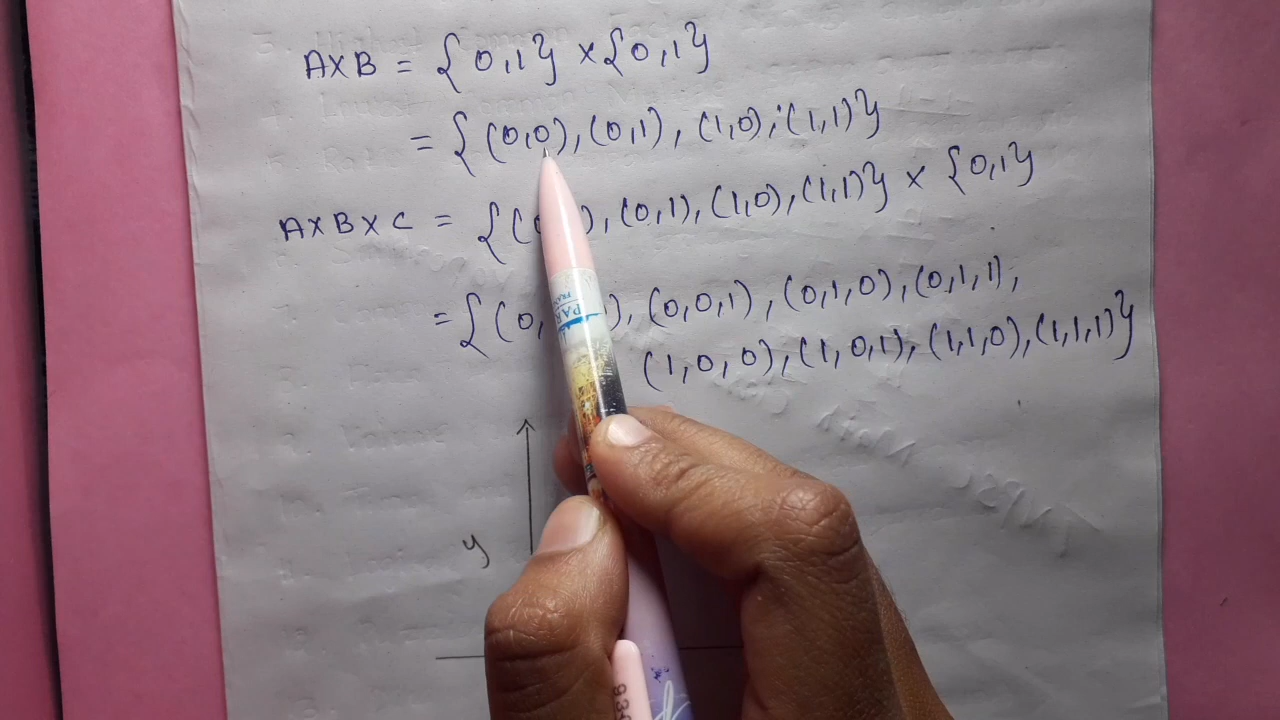 A×B = {0,1} × {0,1}
= {(0,0), (0,1), (1,0), (1,1)}
A×B×C = {(0, ), (0,1), (1,0), (1,1)} × {0,1}
= {(0, ), (0,0,1), (0,1,0), (0,1,1),
(1,0,0), (1,0,1), (1,1,0), (1,1,1)}
y